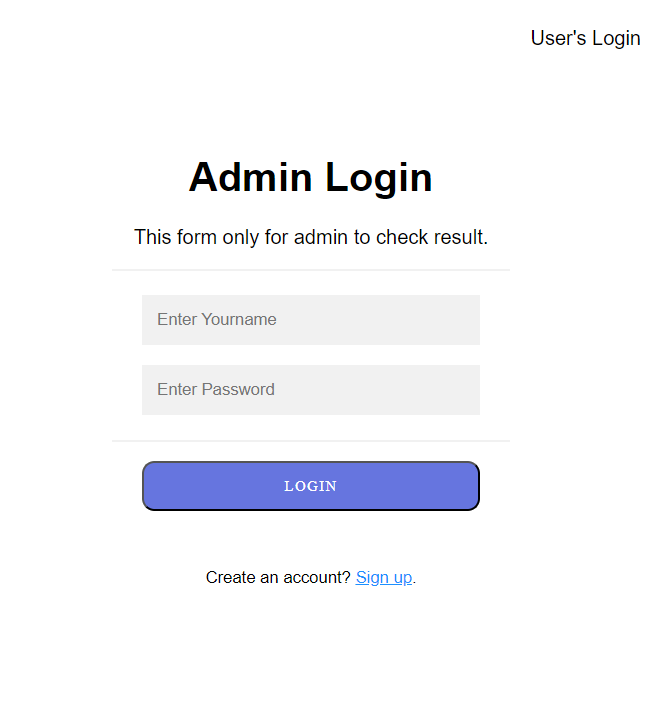 User's Login
Admin Login
This form only for admin to check result.
Enter Yourname
Enter Password
LOGIN
Create an account? Sign up.